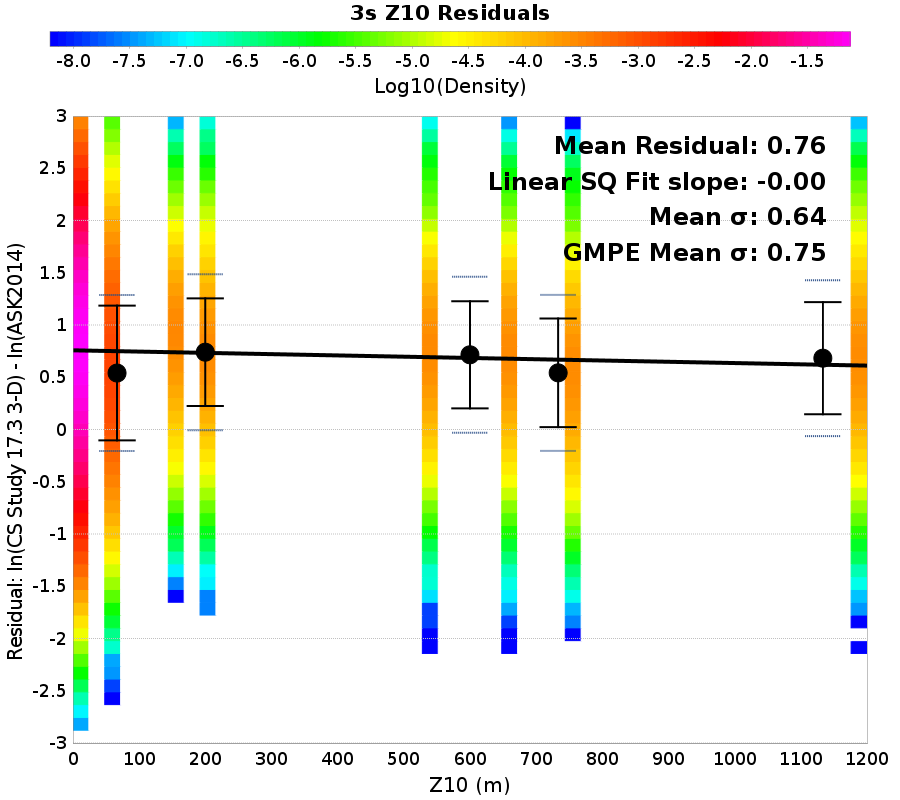 3s Z10 Residuals
-8.0 -7.5 -7.0 -6.5 -6.0 -5.5 -5.0 -4.5 -4.0 -3.5 -3.0 -2.5 -2.0 -1.5
Log10(Density)
Mean Residual: 0.76
Linear SQ Fit slope: -0.00
Mean σ: 0.64
GMPE Mean σ: 0.75
Residual: ln(CS Study 17.3 3-D) - ln(ASK2014)
3
2.5
2
1.5
1
0.5
0
-0.5
-1
-1.5
-2
-2.5
-3
0 100 200 300 400 500 600 700 800 900 1000 1100 1200
Z10 (m)